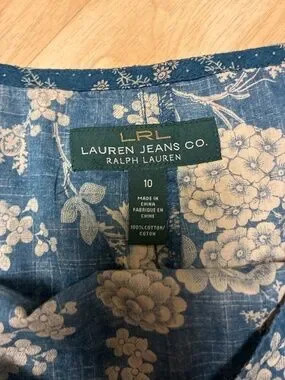 LRL
LAUREN JEANS CO.
RALPH LAUREN
10
MADE IN
CHINA
FABRIQUÉ EN
CHINE
100% COTTON/
COTON